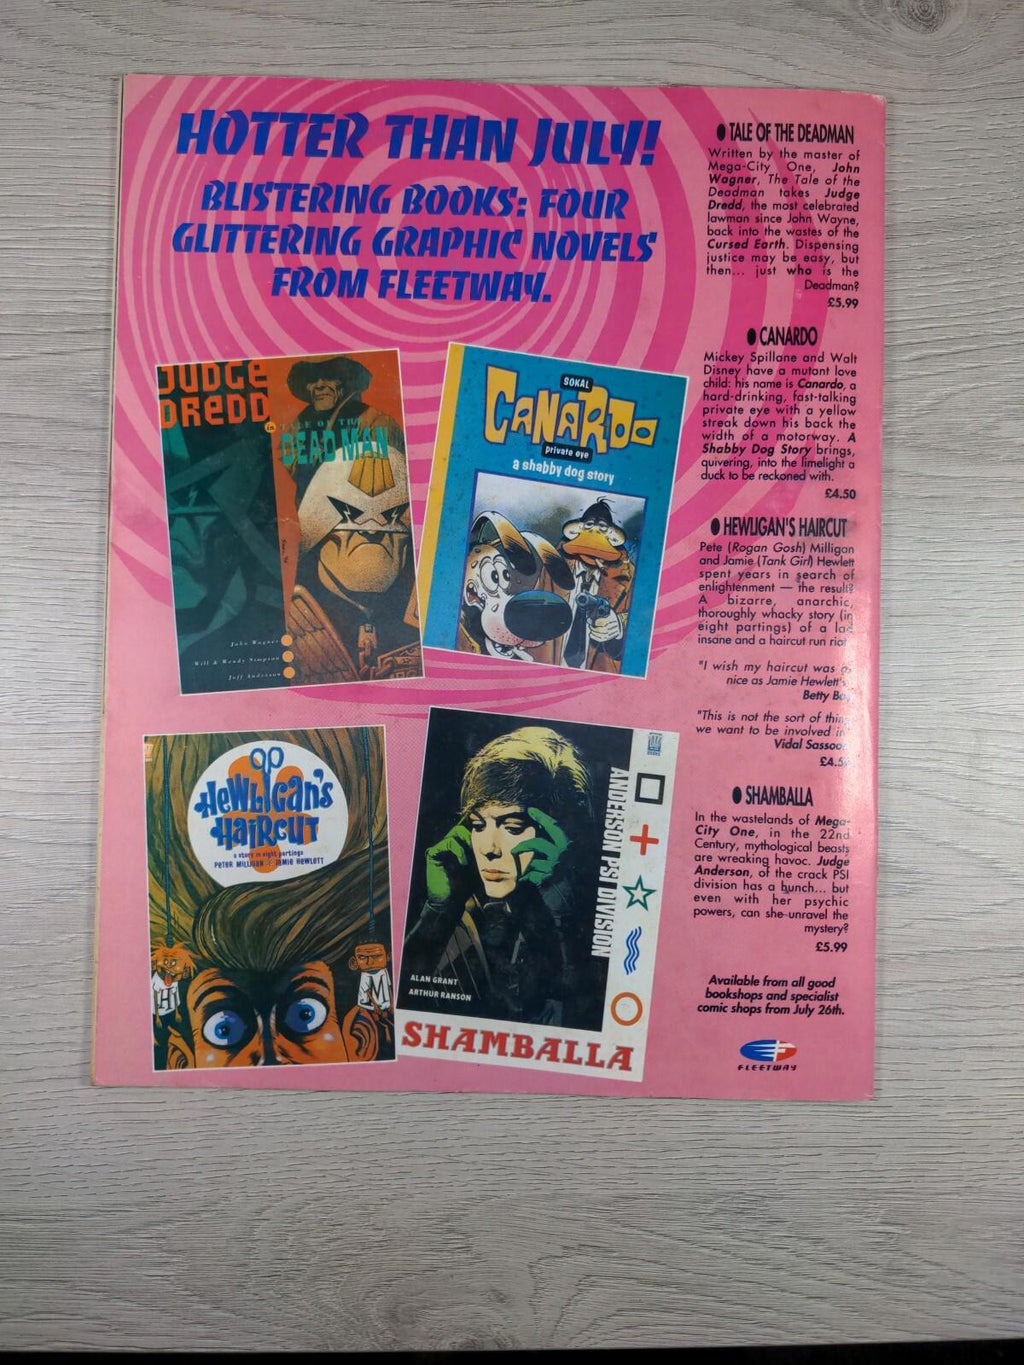 HOTTER THAN JULY!
BLISTERING BOOKS: FOUR
GLITTERING GRAPHIC NOVELS
FROM FLEETWAY.
JUDGE
DREDD
in
TALE OF THE
DEAD MAN
John Wagner
Will & Wendy Simpson
Jeff Anderson
SOKAL
CANARDO
private eye
a shabby dog story
HEWLIGAN'S
HAIRCUT
a story in eight partings
PETER MILLIGAN JAMIE HEWLETT
H
M
ANDERSON PSI DIVISION
ALAN GRANT
ARTHUR RANSON
SHAMBALLA
● TALE OF THE DEADMAN
Written by the master of
Mega-City One, John
Wagner, The Tale of the
Deadman takes Judge
Dredd, the most celebrated
lawman since John Wayne,
back into the wastes of the
Cursed Earth. Dispensing
justice may be easy, but
then... just who is the
Deadman?
£5.99
● CANARDO
Mickey Spillane and Walt
Disney have a mutant love
child: his name is Canardo, a
hard-drinking, fast-talking
private eye with a yellow
streak down his back the
width of a motorway. A
Shabby Dog Story brings,
quivering, into the limelight a
duck to be reckoned with.
£4.50
● HEWLIGAN'S HAIRCUT
Pete (Rogan Gosh) Milligan
and Jamie (Tank Girl) Hewlett
spent years in search of
enlightenment — the result?
A bizarre, anarchic,
thoroughly whacky story (in
eight partings) of a lad
insane and a haircut run
"I wish my haircut was
nice as Jamie Hewlett's
Betty
"This is not the sort of thing
we want to be involved in
Vidal Sassoon
● SHAMBALLA
In the wastelands of Mega-
City One, in the 22nd
Century, mythological beasts
are wreaking havoc. Judge
Anderson, of the crack PSI
division has a hunch... but
even with her psychic
powers, can she unravel the
mystery?
£5.99
Available from all good
bookshops and specialist
comic shops from July 26th.
FLEETWAY